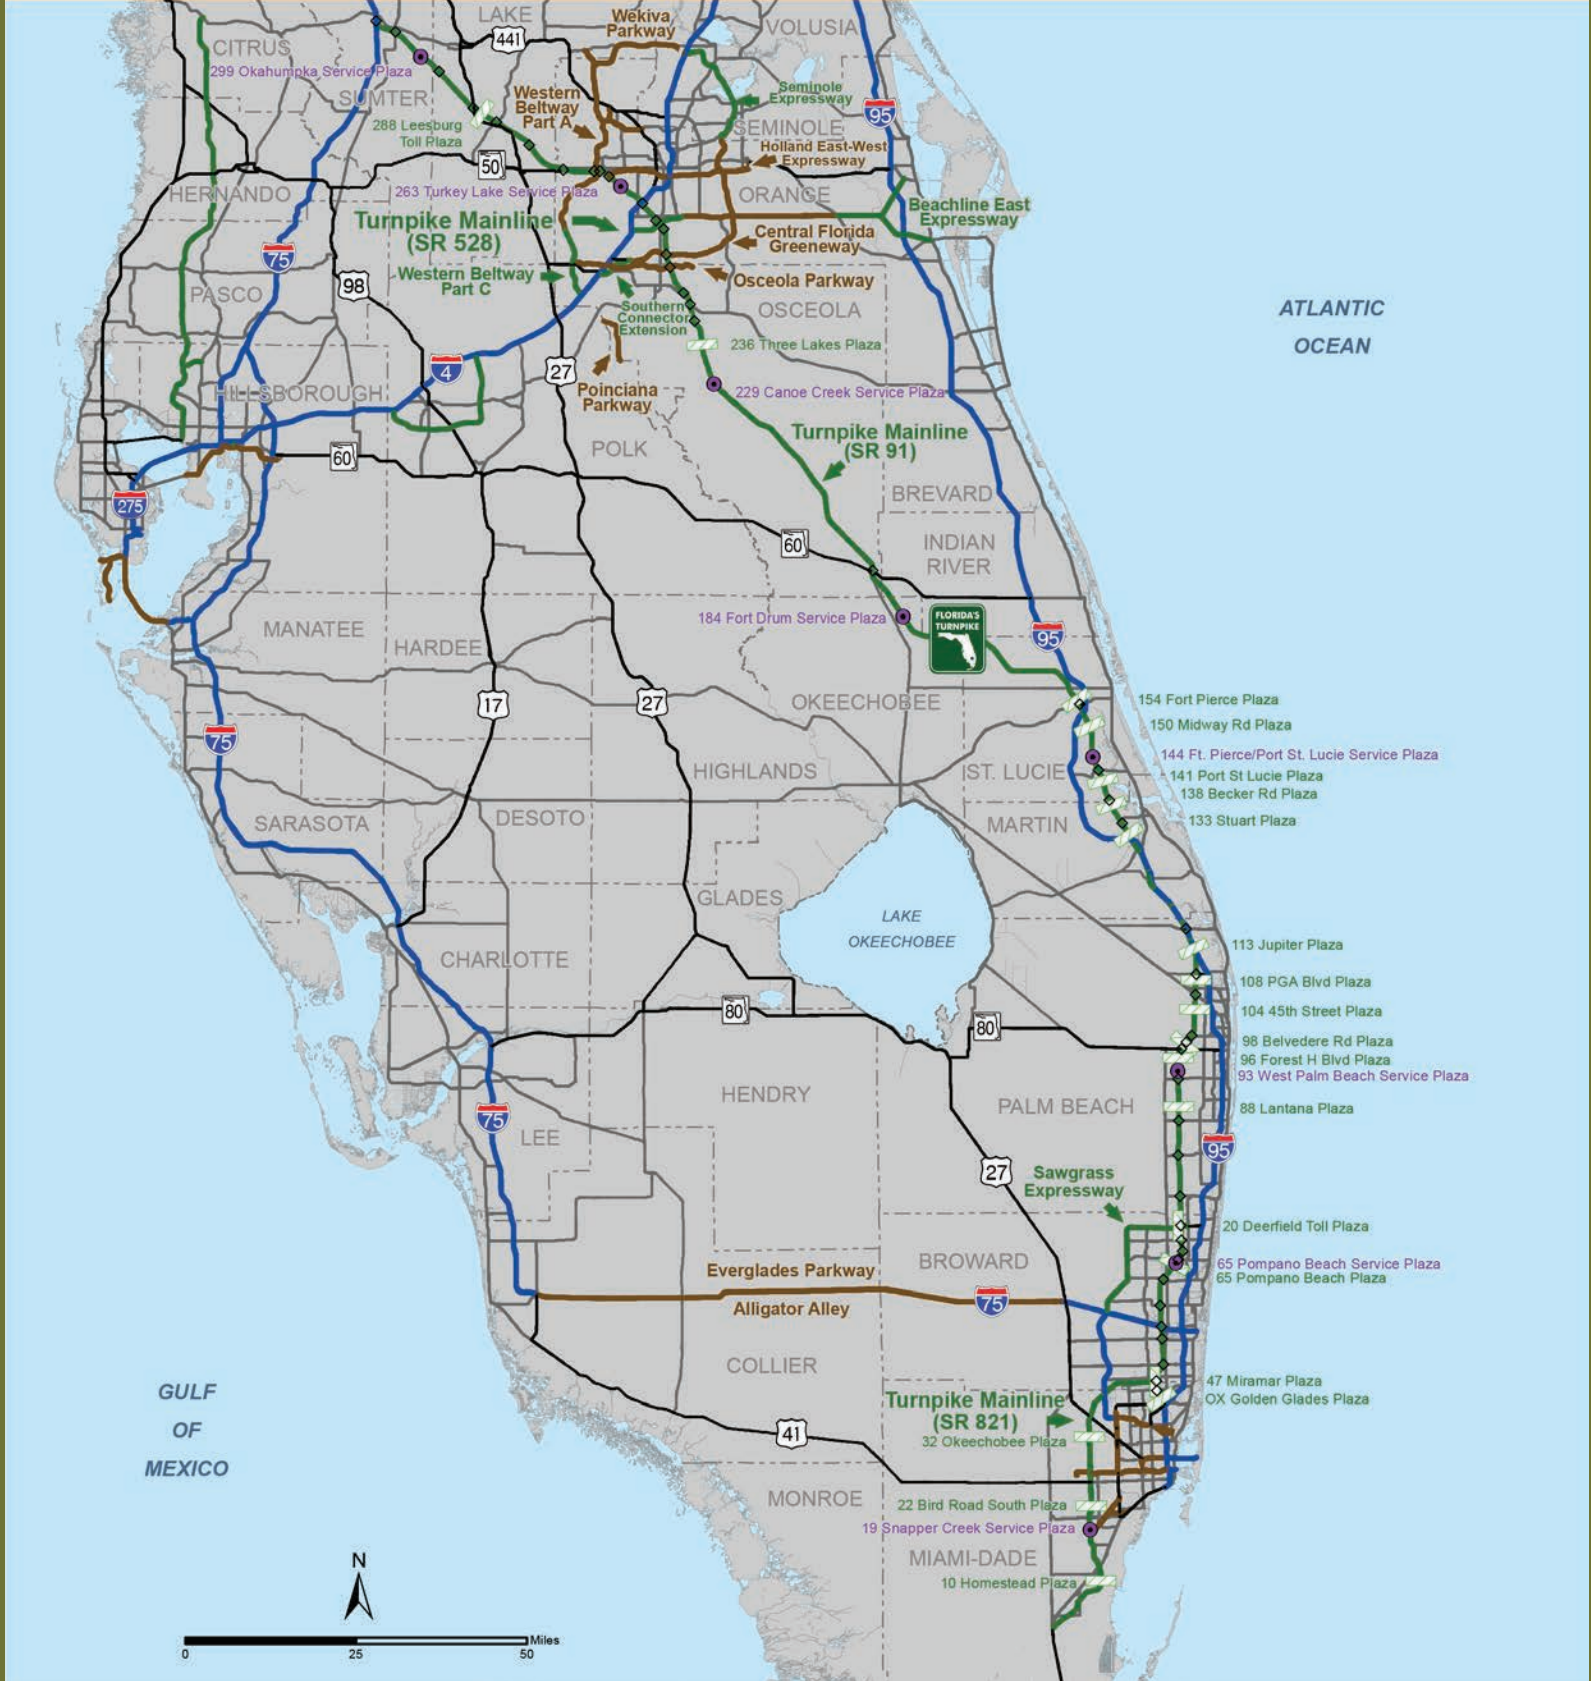 LAKE
Wekiva
Parkway
VOLUSIA
441
CITRUS
299 Okahumpka Service Plaza
SUMTER
Western
Beltway
Part A
Seminole
Expressway
95
288 Leesburg
Toll Plaza
SEMINOLE
Holland East-West
Expressway
50
HERNANDO
263 Turkey Lake Service Plaza
ORANGE
Beachline East
Expressway
Turnpike Mainline
(SR 528)
Central Florida
Greeneway
75
Western Beltway
Part C
Osceola Parkway
98
PASCO
Southern
Connector
Extension
OSCEOLA
ATLANTIC
OCEAN
236 Three Lakes Plaza
4
27
HILLSBOROUGH
Poinciana
Parkway
229 Canoe Creek Service Plaza
Turnpike Mainline
(SR 91)
POLK
60
BREVARD
275
60
INDIAN
RIVER
184 Fort Drum Service Plaza
FLORIDA'S
TURNPIKE
95
MANATEE
HARDEE
OKEECHOBEE
154 Fort Pierce Plaza
17
27
150 Midway Rd Plaza
75
144 Ft. Pierce/Port St. Lucie Service Plaza
HIGHLANDS
ST. LUCIE
141 Port St Lucie Plaza
138 Becker Rd Plaza
SARASOTA
DESOTO
MARTIN
133 Stuart Plaza
GLADES
LAKE
OKEECHOBEE
113 Jupiter Plaza
CHARLOTTE
108 PGA Blvd Plaza
80
104 45th Street Plaza
80
98 Belvedere Rd Plaza
96 Forest H Blvd Plaza
93 West Palm Beach Service Plaza
HENDRY
PALM BEACH
88 Lantana Plaza
75
LEE
95
27
Sawgrass
Expressway
20 Deerfield Toll Plaza
BROWARD
65 Pompano Beach Service Plaza
65 Pompano Beach Plaza
Everglades Parkway
75
Alligator Alley
COLLIER
47 Miramar Plaza
OX Golden Glades Plaza
GULF
OF
MEXICO
Turnpike Mainline
(SR 821)
41
32 Okeechobee Plaza
MONROE
22 Bird Road South Plaza
19 Snapper Creek Service Plaza
MIAMI-DADE
10 Homestead Plaza
N
Miles
0
25
50